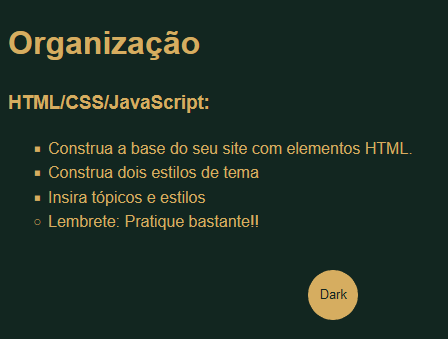 Organização
HTML/CSS/JavaScript:
Construa a base do seu site com elementos HTML.
Construa dois estilos de tema
Insira tópicos e estilos
Lembrete: Pratique bastante!!
Dark